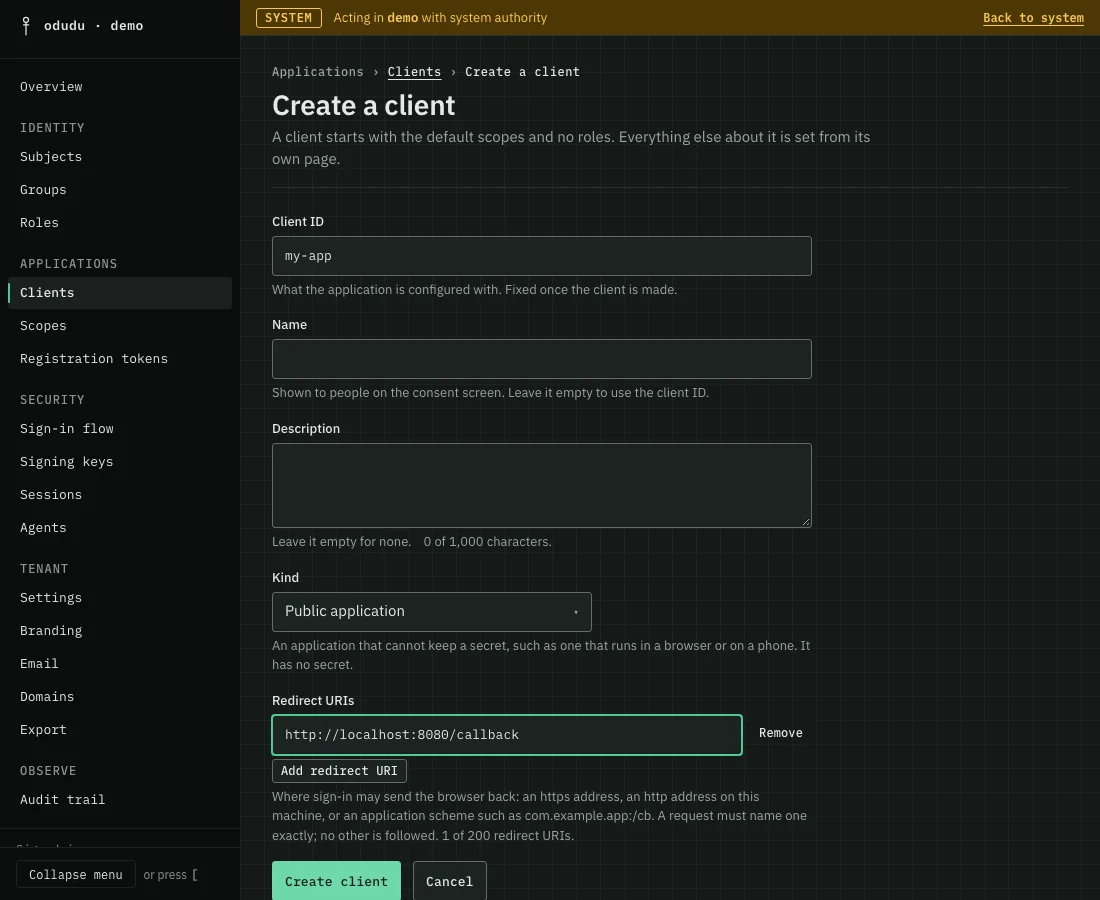 odudu · demo
SYSTEM Acting in demo with system authority Back to system
Overview
IDENTITY
Subjects
Groups
Roles
APPLICATIONS
Clients
Scopes
Registration tokens
SECURITY
Sign-in flow
Signing keys
Sessions
Agents
TENANT
Settings
Branding
Email
Domains
Export
OBSERVE
Audit trail
Collapse menu or press [
Applications › Clients › Create a client
Create a client
A client starts with the default scopes and no roles. Everything else about it is set from its
own page.
Client ID
my-app
What the application is configured with. Fixed once the client is made.
Name
Shown to people on the consent screen. Leave it empty to use the client ID.
Description
Leave it empty for none. 0 of 1,000 characters.
Kind
Public application
An application that cannot keep a secret, such as one that runs in a browser or on a phone. It
has no secret.
Redirect URIs
http://localhost:8080/callback Remove
Add redirect URI
Where sign-in may send the browser back: an https address, an http address on this
machine, or an application scheme such as com.example.app:/cb. A request must name one
exactly; no other is followed. 1 of 200 redirect URIs.
Create client Cancel